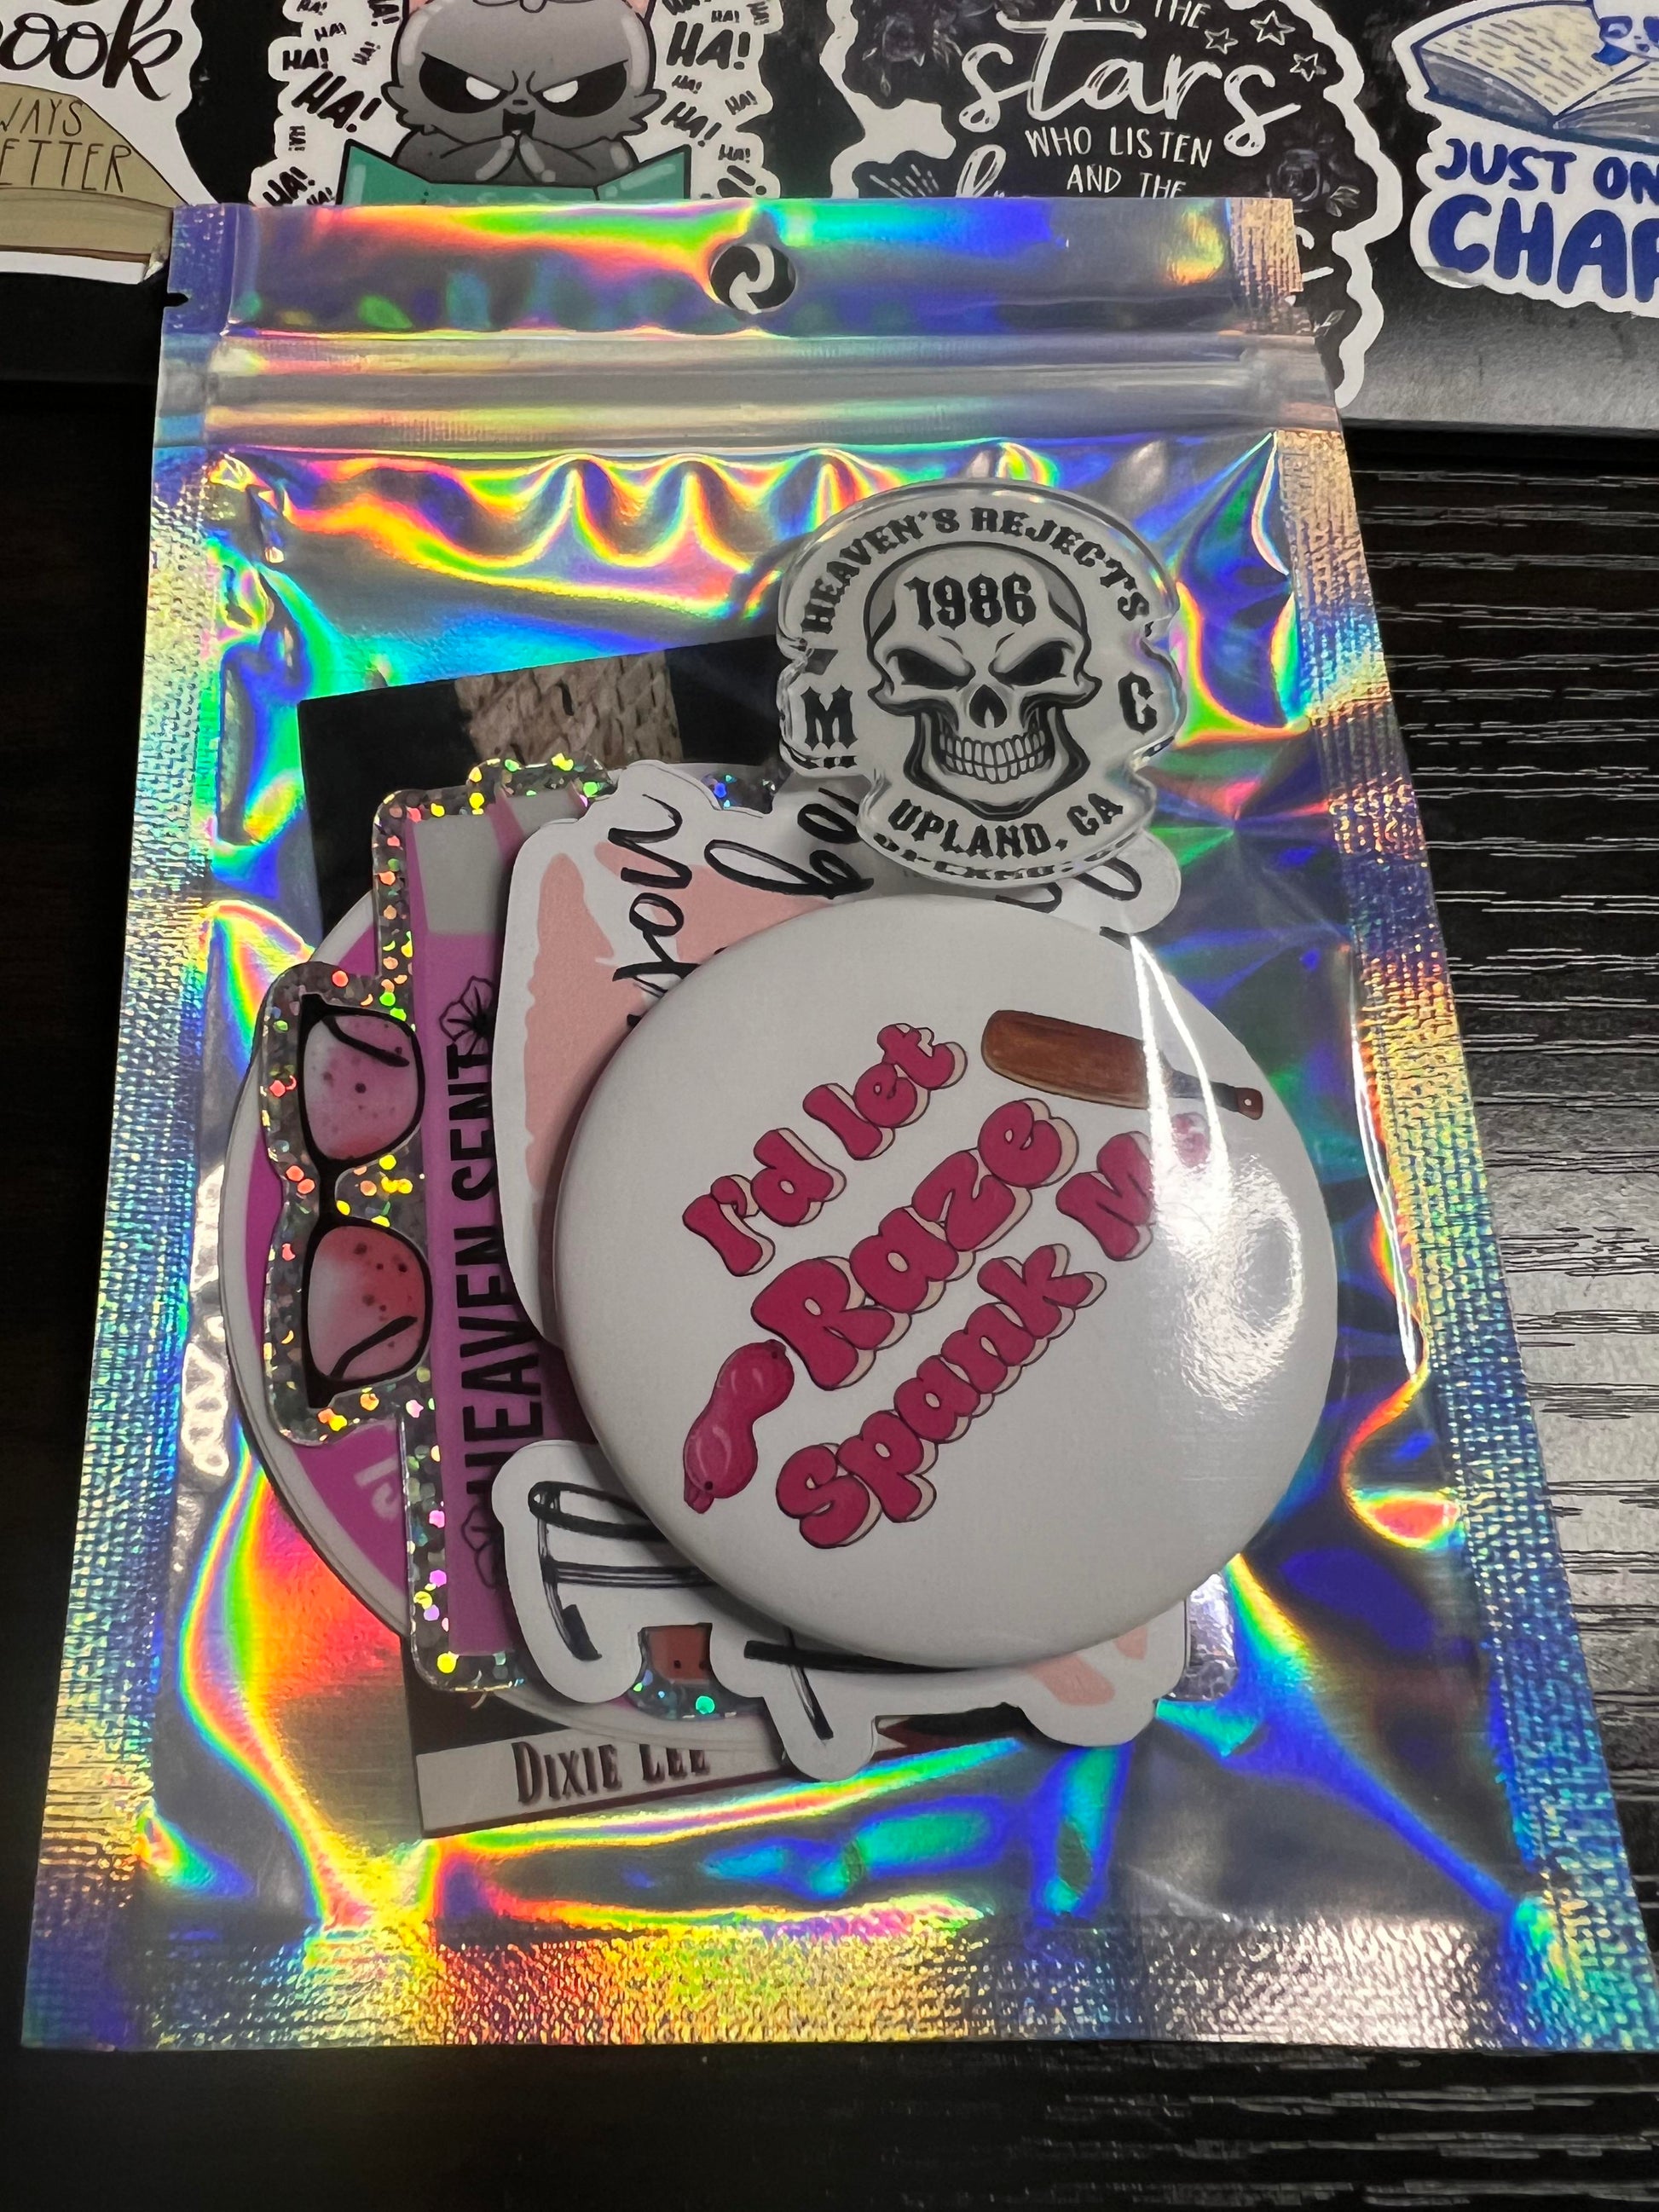 ook
WAYS
ETTER
HA!
HA!
HA!
HA!
HA!
HA!
HA!
HA!
TO THE
stars
WHO LISTEN
AND THE
JUST ON
CHAP
HEAVEN'S REJECTS
1986
M C
UPLAND, CA
HEAVEN SENT
I'd let
Raze
Spank Me
DIXIE LEE